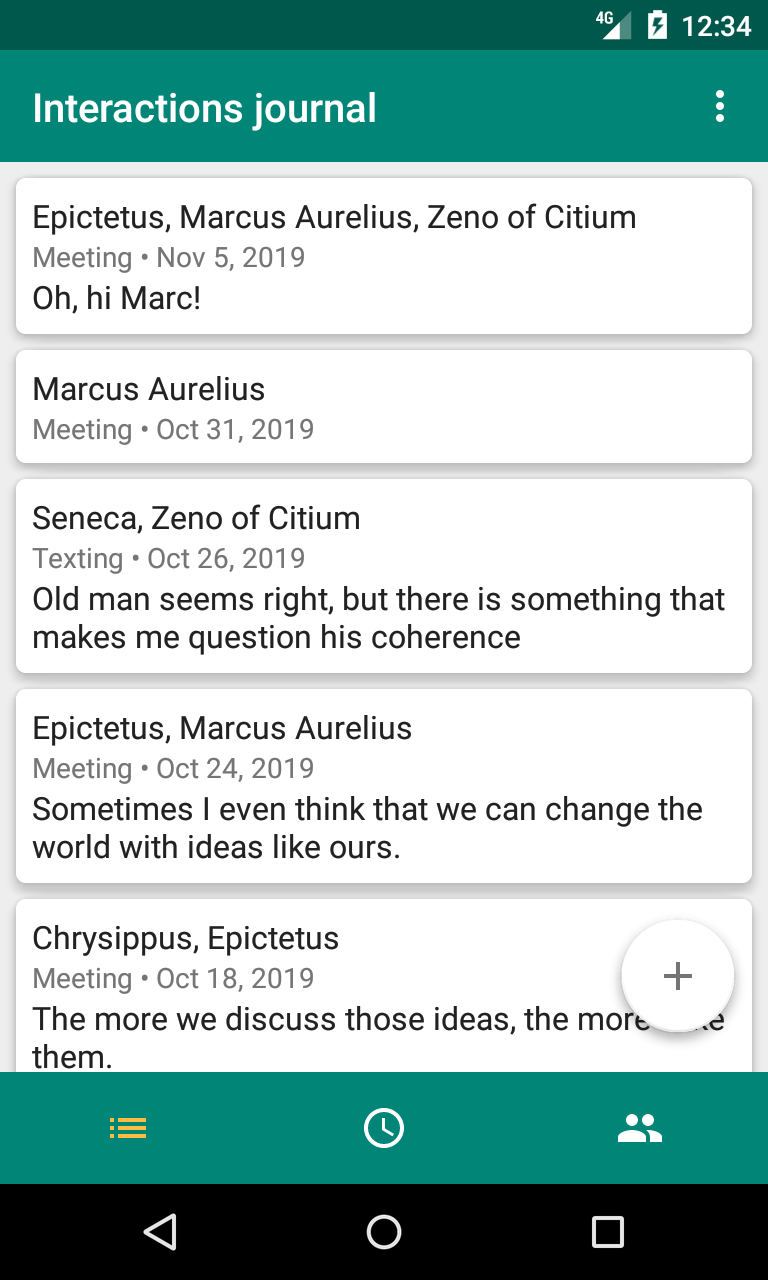 4G 12:34
Interactions journal
Epictetus, Marcus Aurelius, Zeno of Citium
Meeting • Nov 5, 2019
Oh, hi Marc!
Marcus Aurelius
Meeting • Oct 31, 2019
Seneca, Zeno of Citium
Texting • Oct 26, 2019
Old man seems right, but there is something that
makes me question his coherence
Epictetus, Marcus Aurelius
Meeting • Oct 24, 2019
Sometimes I even think that we can change the
world with ideas like ours.
Chrysippus, Epictetus
Meeting • Oct 18, 2019
The more we discuss those ideas, the more
them.